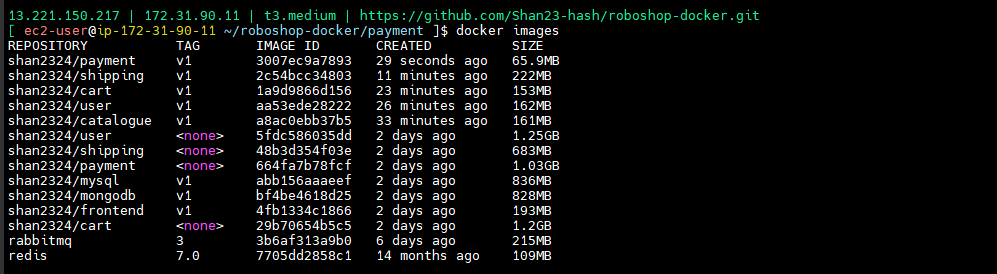 13.221.150.217 | 172.31.90.11 | t3.medium | https://github.com/Shan23-hash/roboshop-docker.git
[ ec2-user@ip-172-31-90-11 ~/roboshop-docker/payment ]$ docker images
REPOSITORY TAG IMAGE ID CREATED SIZE
shan2324/payment v1 3007ec9a7893 29 seconds ago 65.9MB
shan2324/shipping v1 2c54bcc34803 11 minutes ago 222MB
shan2324/cart v1 1a9d9866d156 23 minutes ago 153MB
shan2324/user v1 aa53ede28222 26 minutes ago 162MB
shan2324/catalogue v1 a8ac0ebb37b5 33 minutes ago 161MB
shan2324/user <none> 5fdc586035dd 2 days ago 1.25GB
shan2324/shipping <none> 48b3d354f03e 2 days ago 683MB
shan2324/payment <none> 664fa7b78fcf 2 days ago 1.03GB
shan2324/mysql v1 abb156aaaeef 2 days ago 836MB
shan2324/mongodb v1 bf4be4618d25 2 days ago 828MB
shan2324/frontend v1 4fb1334c1866 2 days ago 193MB
shan2324/cart <none> 29b70654b5c5 2 days ago 1.2GB
rabbitmq 3 3b6af313a9b0 6 days ago 215MB
redis 7.0 7705dd2858c1 14 months ago 109MB